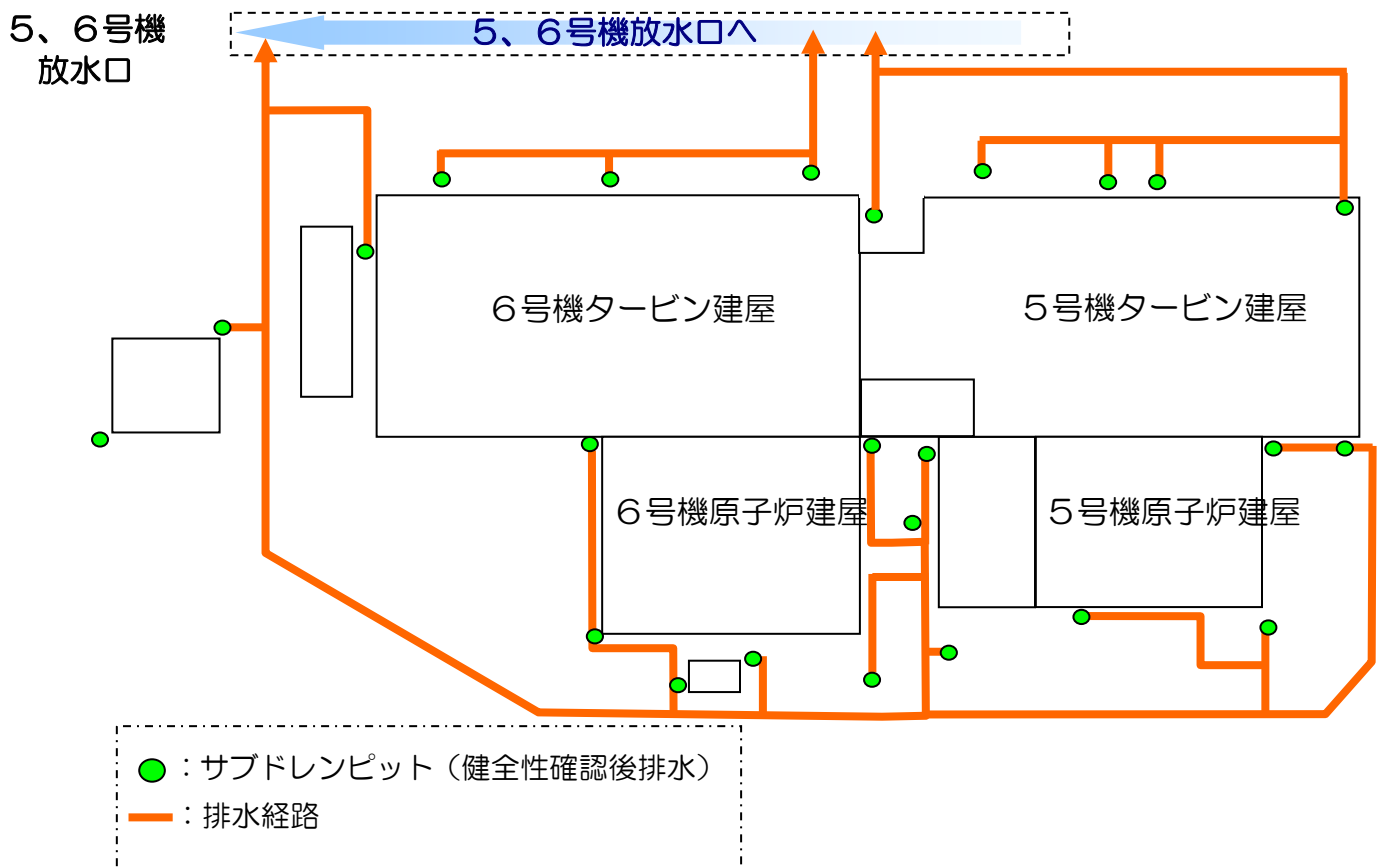 ５、６号機
放水口
５、６号機放水口へ
６号機タービン建屋
５号機タービン建屋
６号機原子炉建屋
５号機原子炉建屋
：サブドレンピット（健全性確認後排水）
：排水経路